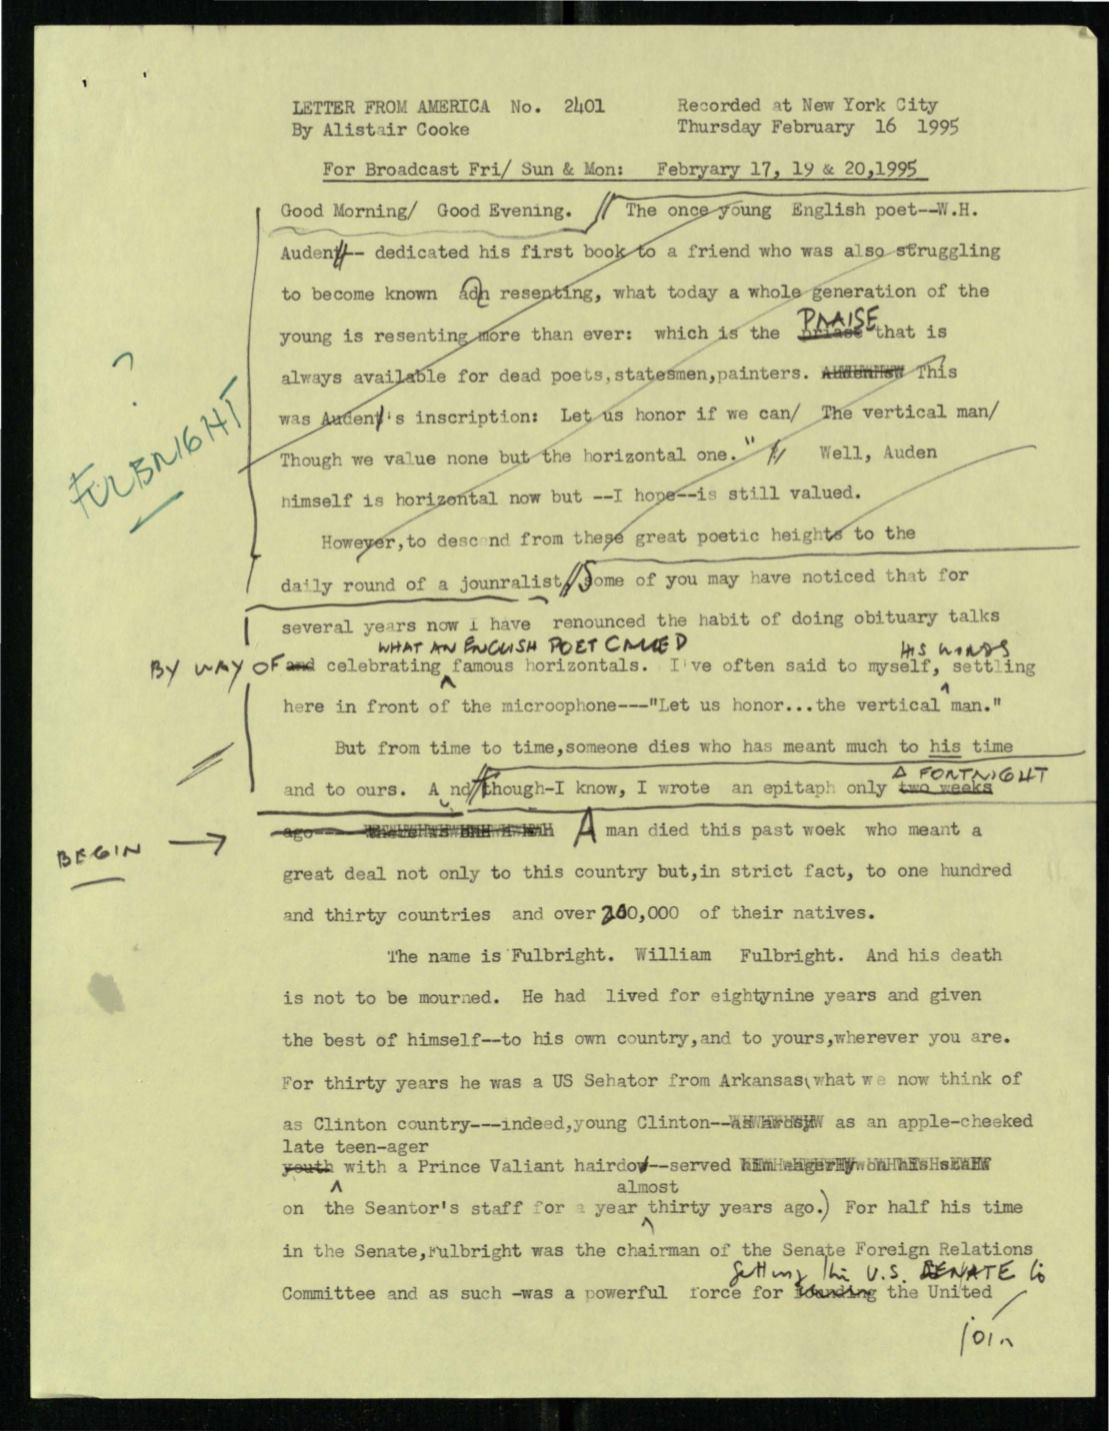 LETTER FROM AMERICA No. 2401 Recorded at New York City
By Alistair Cooke Thursday February 16 1995
For Broadcast Fri/ Sun & Mon: Febryary 17, 19 & 20,1995
Good Morning/ Good Evening. // The once young English poet--W.H.
Auden-- dedicated his first book to a friend who was also struggling
to become known adn resenting, what today a whole generation of the
PRAISE
young is resenting more than ever: which is the priase that is
always available for dead poets,statesmen,painters. This
was Auden's inscription: Let us honor if we can/ The vertical man/
Though we value none but the horizontal one." // Well, Auden
himself is horizontal now but --I hope--is still valued.
?
FULBRIGHT
However,to descend from these great poetic heights to the
daily round of a jounralist,// Some of you may have noticed that for
several years now I have renounced the habit of doing obituary talks
WHAT AN ENGLISH POET CALLED HIS WORDS
BY WAY OF and celebrating famous horizontals. I've often said to myself, settling
here in front of the microophone---"Let us honor...the vertical man."
But from time to time,someone dies who has meant much to his time
A FORTNIGHT
and to ours. A nd//though-I know, I wrote an epitaph only two weeks
BEGIN → ago A man died this past week who meant a
great deal not only to this country but,in strict fact, to one hundred
and thirty countries and over 200,000 of their natives.
The name is Fulbright. William Fulbright. And his death
is not to be mourned. He had lived for eightynine years and given
the best of himself--to his own country,and to yours,wherever you are.
For thirty years he was a US Sehator from Arkansas(what we now think of
as Clinton country---indeed,young Clinton-- as an apple-cheeked
late teen-ager
youth with a Prince Valiant hairdo--served
almost
on the Seantor's staff for a year thirty years ago.) For half his time
in the Senate,Fulbright was the chairman of the Senate Foreign Relations
getting the U.S. SENATE to
Committee and as such -was a powerful force for founding the United
join